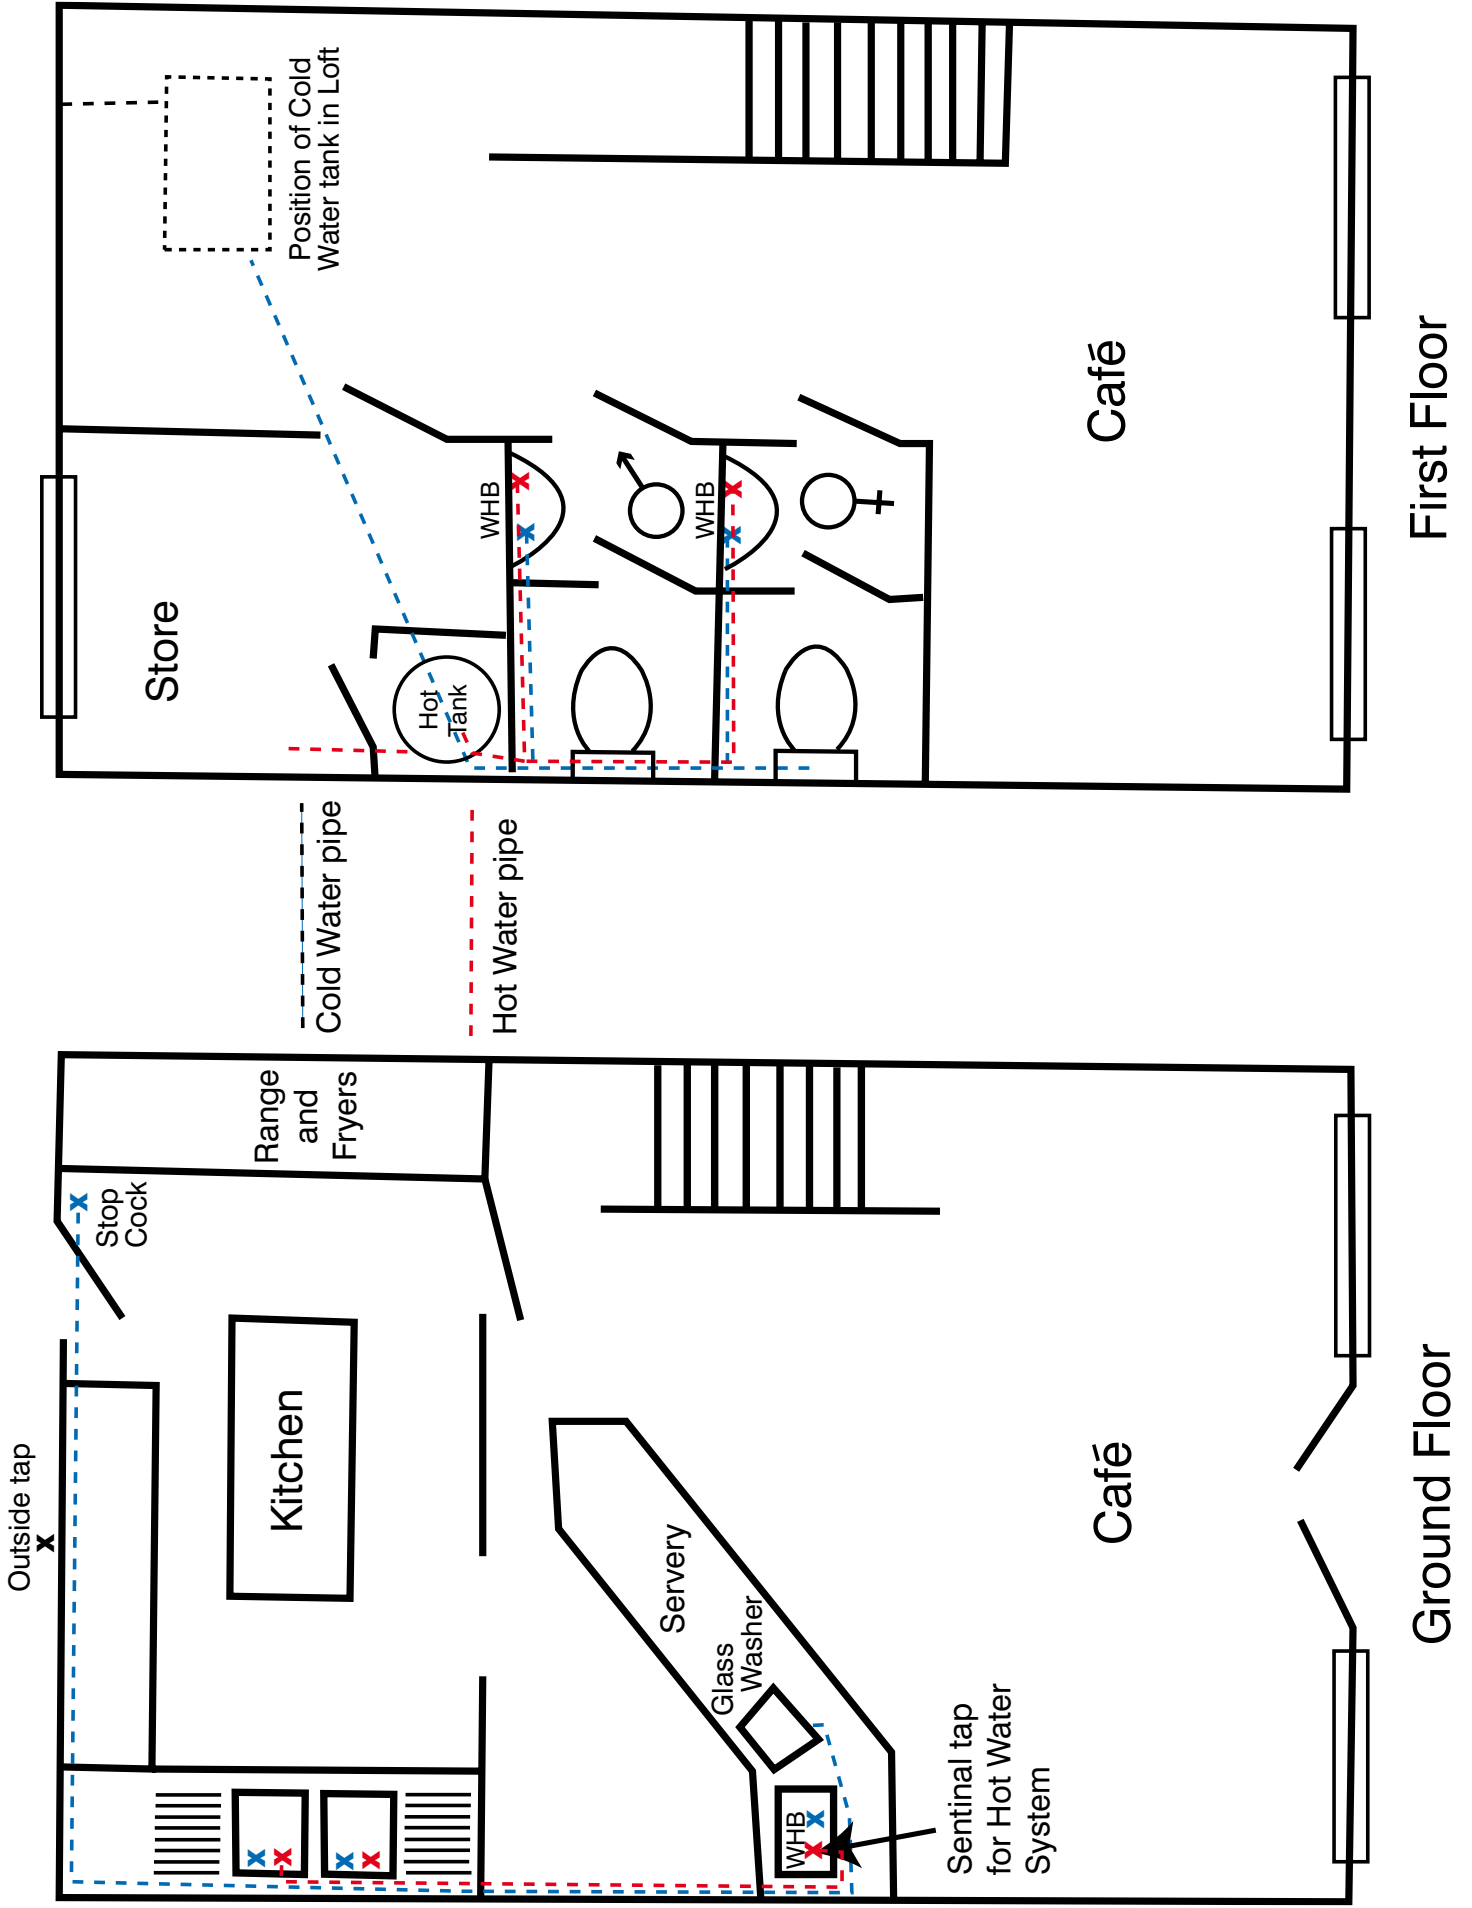 Outside tap
x
Stop
Cock
Range
and
Fryers
Kitchen
Servery
Glass
Washer
WHB
Sentinal tap
for Hot Water
System
Café
Ground Floor
Cold Water pipe
Hot Water pipe
Store
Position of Cold
Water tank in Loft
Hot
Tank
WHB
WHB
Café
First Floor